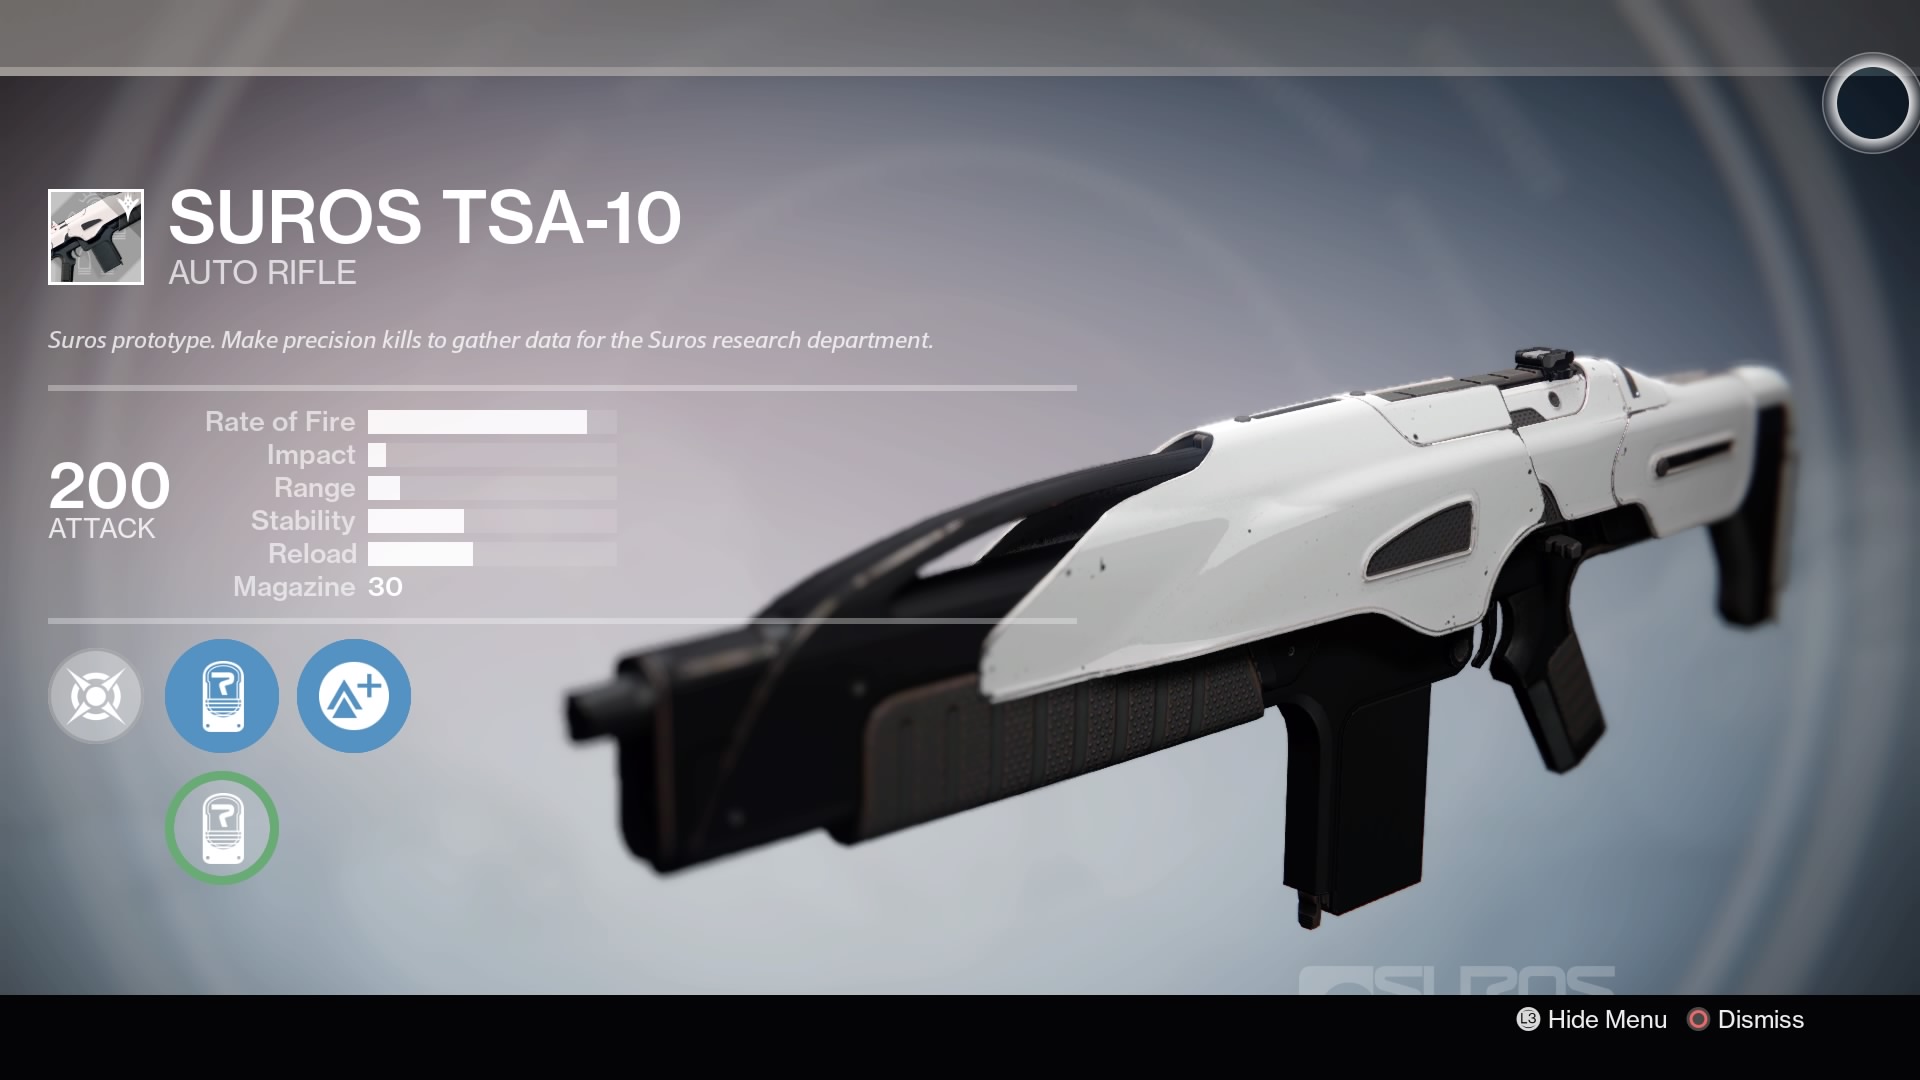 SUROS TSA-10
AUTO RIFLE
Suros prototype. Make precision kills to gather data for the Suros research department.
200
ATTACK
Rate of Fire
Impact
Range
Stability
Reload
Magazine 30
SUROS
L3 Hide Menu Dismiss